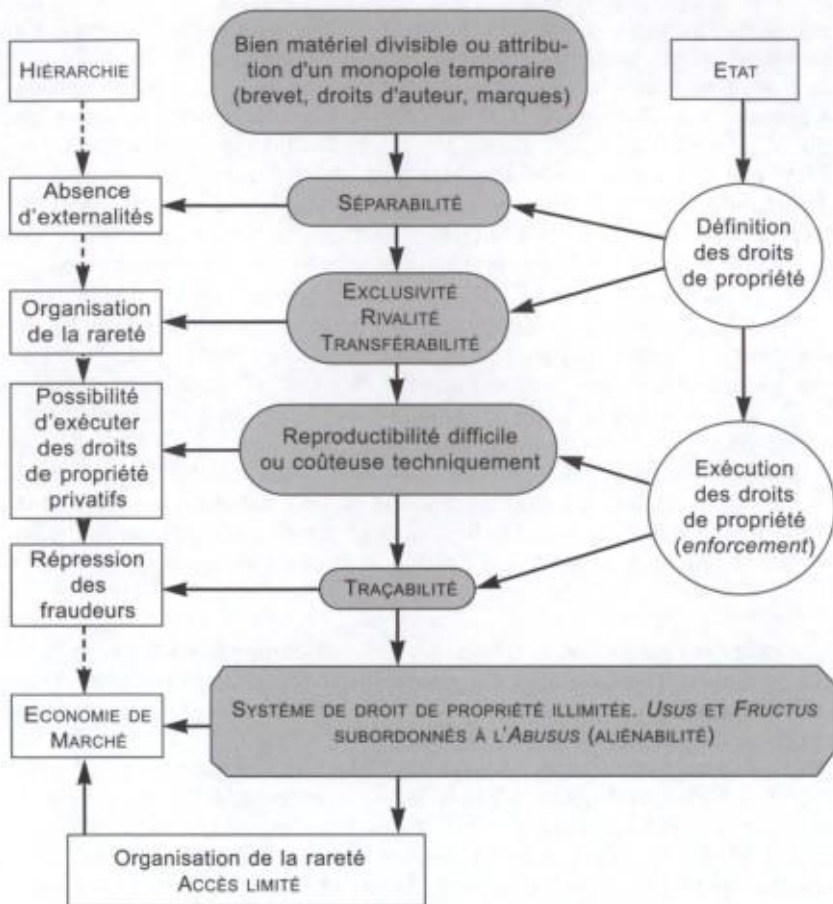 HIÉRARCHIE
Bien matériel divisible ou attribu-
tion d'un monopole temporaire
(brevet, droits d'auteur, marques)
ETAT
Absence
d'externalités
SÉPARABILITÉ
Définition
des droits
de propriété
Organisation
de la rareté
EXCLUSIVITÉ
RIVALITÉ
TRANSFÉRABILITÉ
Possibilité
d'exécuter
des droits
de propriété
privatifs
Reproductibilité difficile
ou coûteuse techniquement
Exécution
des droits
de propriété
(enforcement)
Répression
des
fraudeurs
TRAÇABILITÉ
ECONOMIE DE
MARCHÉ
SYSTÉME DE DROIT DE PROPRIÉTÉ ILLIMITÉE. USUS ET FRUCTUS
SUBORDONNÉS À L'ABUSUS (ALIÉNABILITÉ)
Organisation de la rareté
ACCÈS LIMITÉ